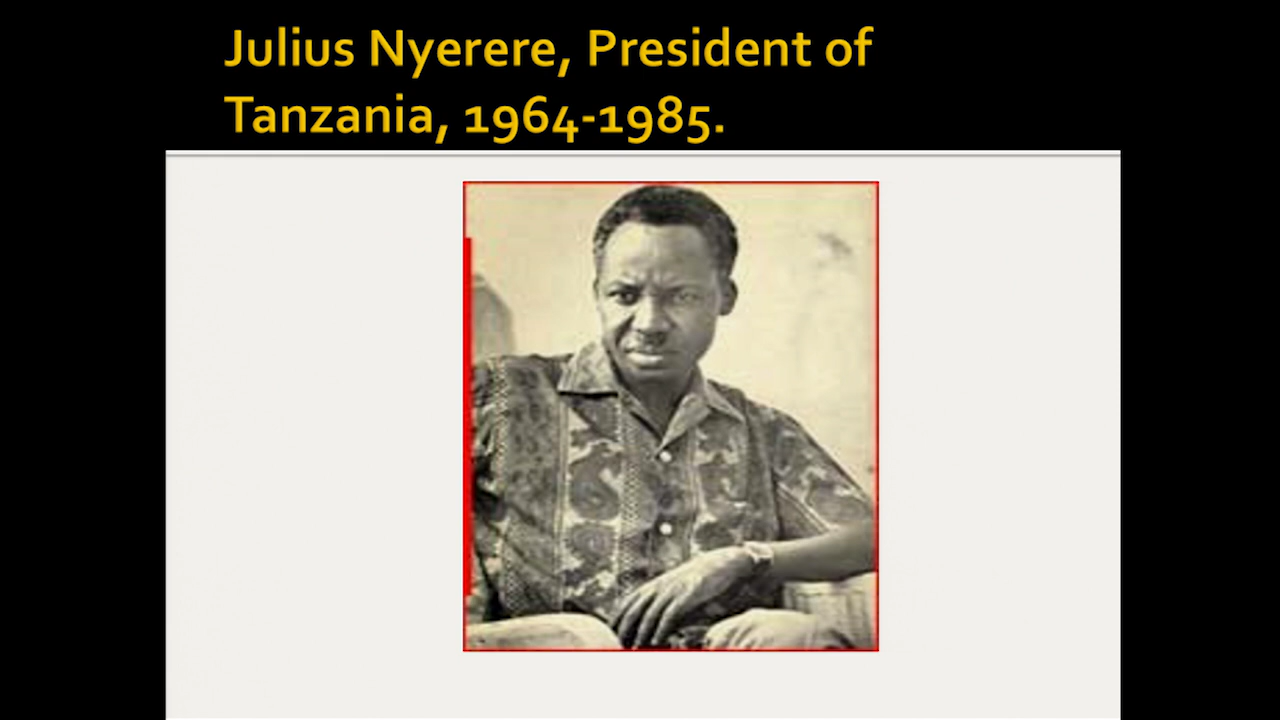 Julius Nyerere, President of
Tanzania, 1964-1985.